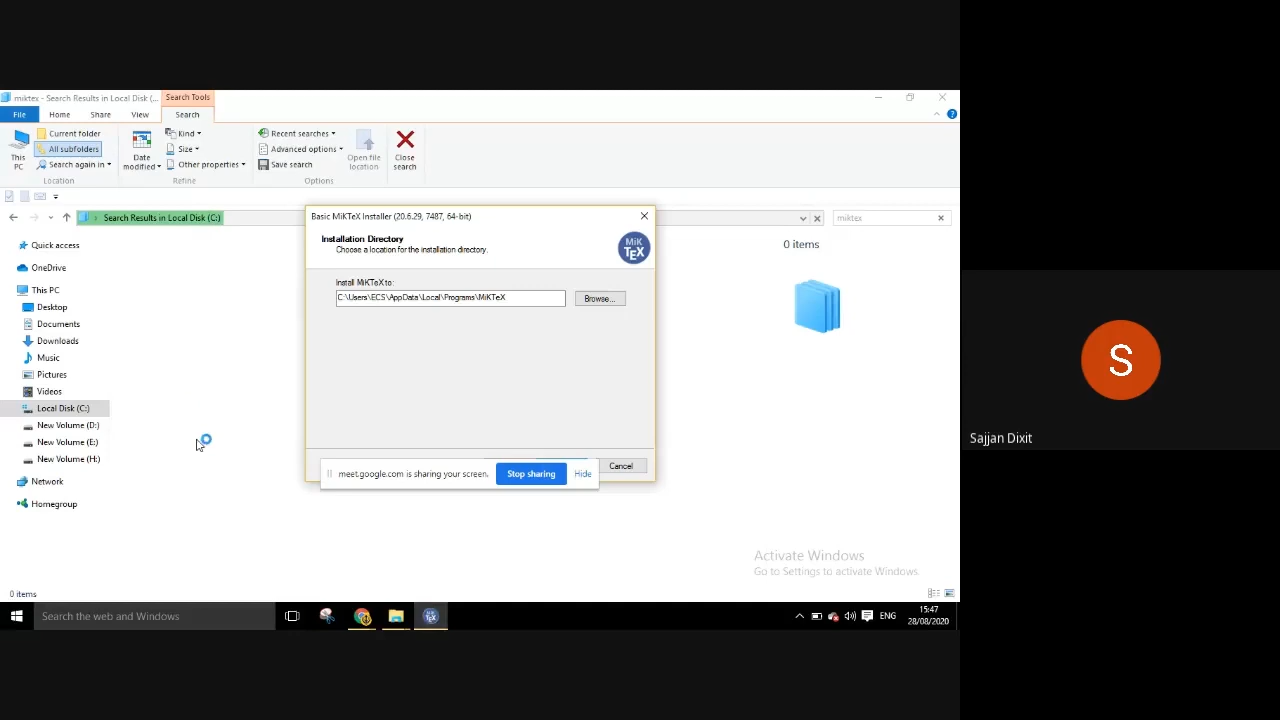 miktex - Search Results in Local Disk (...
Search Tools
File
Home
Share
View
Search
This PC
Current folder
All subfolders
Search again in
Location
Date modified
Kind
Size
Other properties
Refine
Recent searches
Advanced options
Save search
Options
Open file location
Close search
Search Results in Local Disk (C:)
miktex
Quick access
OneDrive
This PC
Desktop
Documents
Downloads
Music
Pictures
Videos
Local Disk (C:)
New Volume (D:)
New Volume (E:)
New Volume (H:)
Network
Homegroup
0 items
Basic MiKTeX Installer (20.6.29, 7487, 64-bit)
Installation Directory
Choose a location for the installation directory.
MiK
TEX
Install MiKTeX to:
C:\Users\ECS\AppData\Local\Programs\MiKTeX
Browse...
Cancel
meet.google.com is sharing your screen.
Stop sharing
Hide
0 items
Activate Windows
Go to Settings to activate Windows.
Search the web and Windows
MiK
TEX
ENG
15:47
28/08/2020
S
Sajjan Dixit